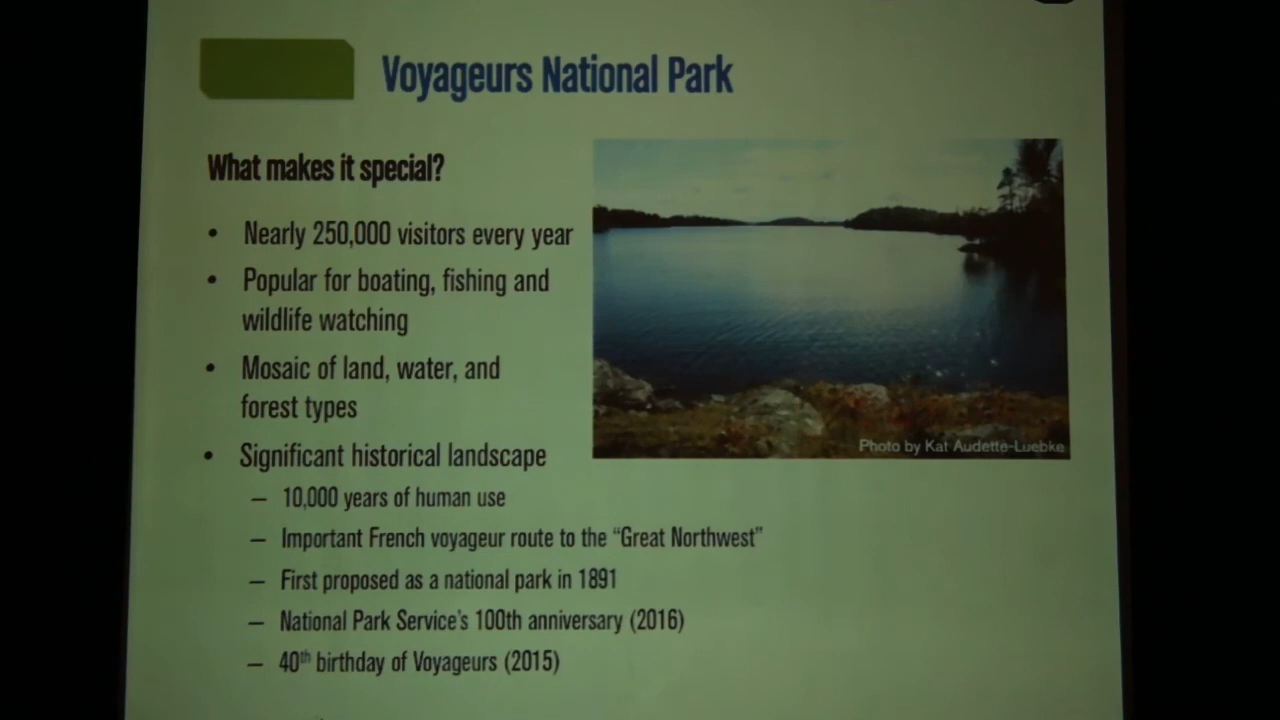 Voyageurs National Park
What makes it special?
• Nearly 250,000 visitors every year
• Popular for boating, fishing and
wildlife watching
• Mosaic of land, water, and
forest types
• Significant historical landscape
– 10,000 years of human use
– Important French voyageur route to the “Great Northwest”
– First proposed as a national park in 1891
– National Park Service's 100th anniversary (2016)
– 40th birthday of Voyageurs (2015)
Photo by Kat Audette-Luebke